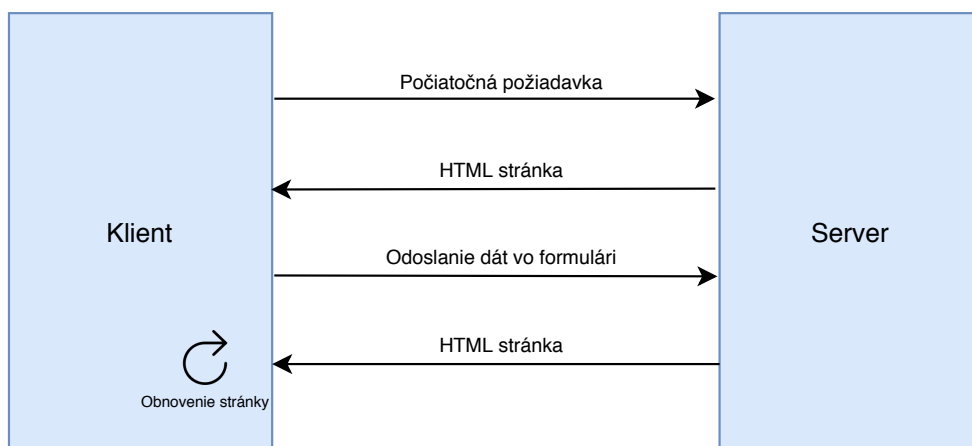 Počiatočná požiadavka
HTML stránka
Klient
Server
Odoslanie dát vo formulári
HTML stránka
Obnovenie stránky